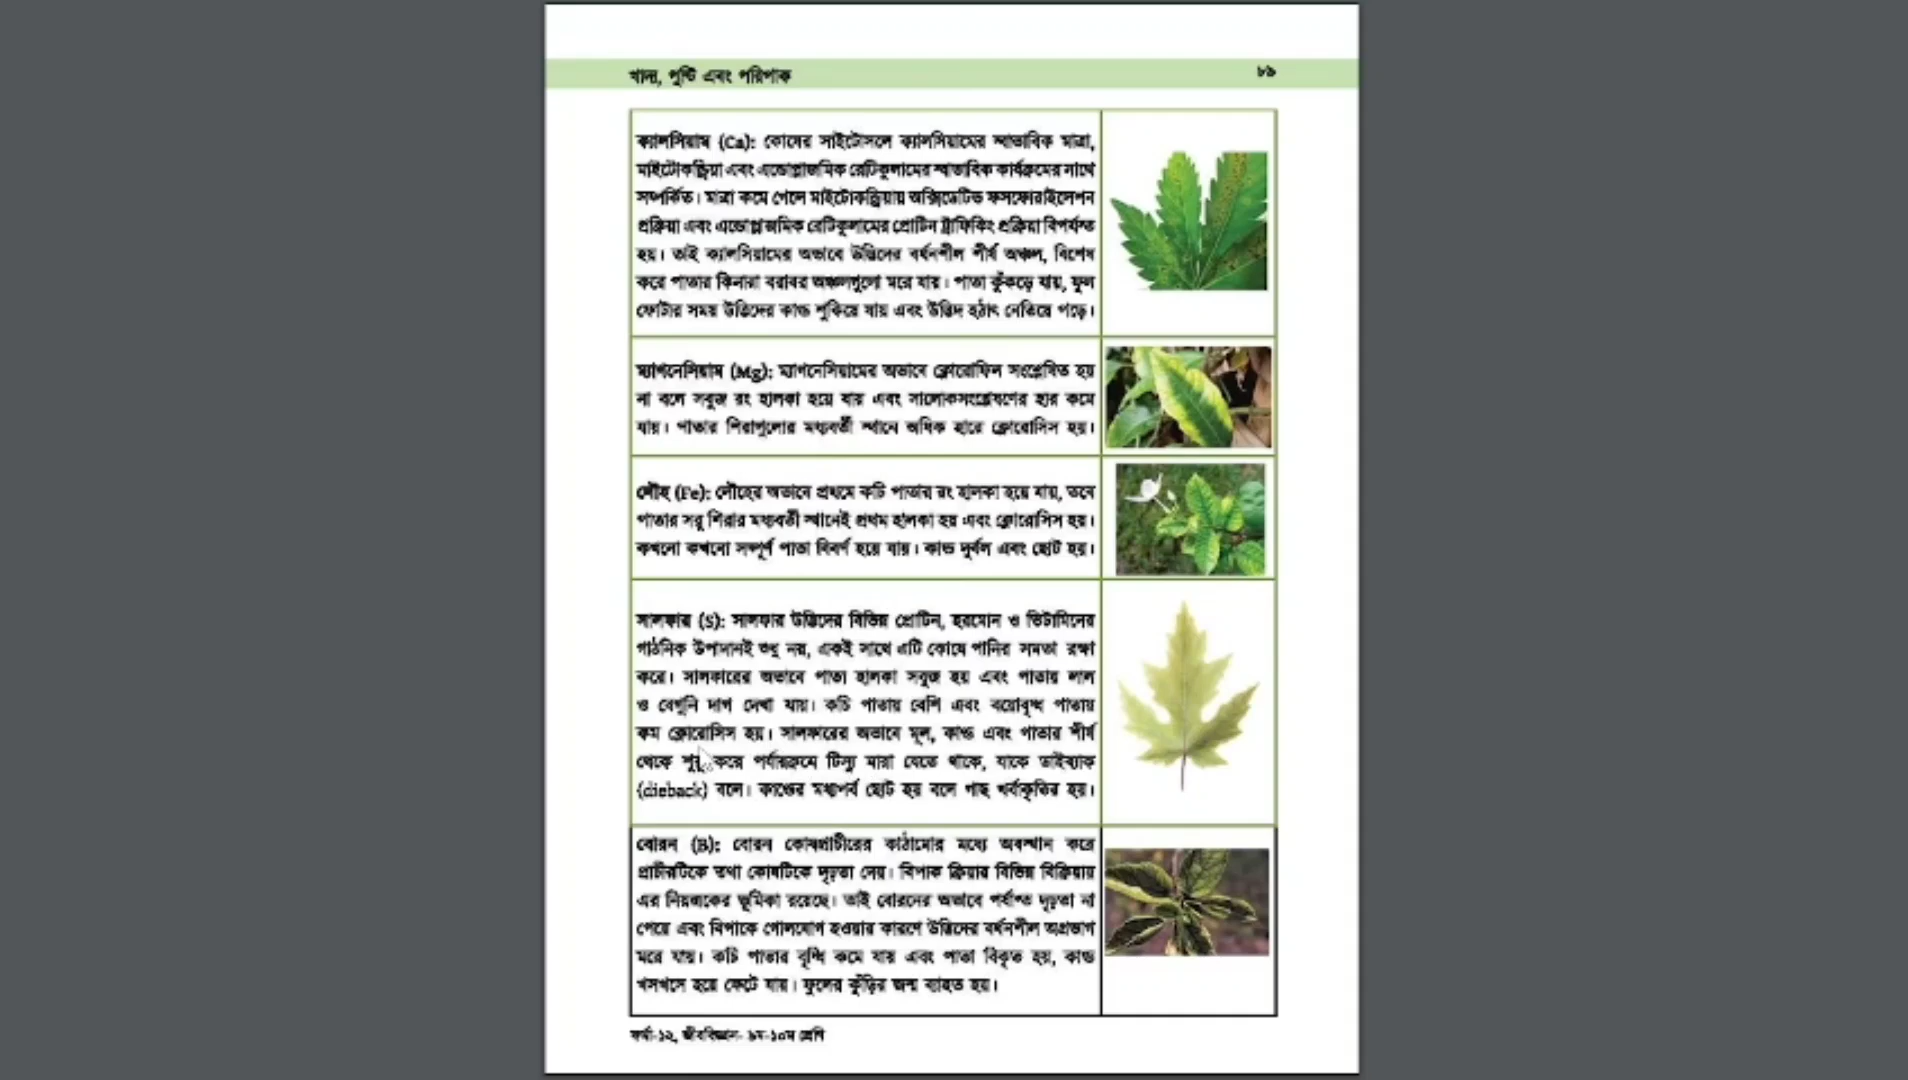 খাদ্য, পুষ্টি এবং পরিপাক
৮৯
ক্যালসিয়াম (Ca): কোষের সাইটোসলে ক্যালসিয়ামের স্বাভাবিক মাত্রা,
মাইটোকন্ড্রিয়া এবং এন্ডোপ্লাজমিক রেটিকুলামের স্বাভাবিক কার্যক্রমের সাথে
সম্পর্কিত। মাত্রা কমে গেলে মাইটোকন্ড্রিয়ায় অক্সিডেটিভ ফসফোরাইলেশন
প্রক্রিয়া এবং এন্ডোপ্লাজমিক রেটিকুলামের প্রোটিন ট্রাফিকিং প্রক্রিয়া বিপর্যস্ত
হয়। তাই ক্যালসিয়ামের অভাবে উদ্ভিদের বর্ধনশীল শীর্ষ অঞ্চল, বিশেষ
করে পাতার কিনারা বরাবর অঞ্চলগুলো মরে যায়। পাতা কুঁকড়ে যায়, ফুল
ফোটার সময় উদ্ভিদের কান্ড শুকিয়ে যায় এবং উদ্ভিদ হঠাৎ নেতিয়ে পড়ে।
ম্যাগনেসিয়াম (Mg): ম্যাগনেসিয়ামের অভাবে ক্লোরোফিল সংশ্লেষিত হয়
না বলে সবুজ রং হালকা হয়ে যায় এবং সালোকসংশ্লেষণের হার কমে
যায়। পাতার শিরাগুলোর মধ্যবর্তী স্থানে অধিক হারে ক্লোরোসিস হয়।
লৌহ (Fe): লৌহের অভাবে প্রথমে কচি পাতার রং হালকা হয়ে যায়, তবে
পাতার সরু শিরার মধ্যবর্তী স্থানেই প্রথম হালকা হয় এবং ক্লোরোসিস হয়।
কখনো কখনো সম্পূর্ণ পাতা বিবর্ণ হয়ে যায়। কান্ড দুর্বল এবং ছোট হয়।
সালফার (S): সালফার উদ্ভিদের বিভিন্ন প্রোটিন, হরমোন ও ভিটামিনের
গাঠনিক উপাদানই শুধু নয়, একই সাথে এটি কোষে পানির সমতা রক্ষা
করে। সালফারের অভাবে পাতা হালকা সবুজ হয় এবং পাতায় লাল
ও বেগুনি দাগ দেখা যায়। কচি পাতায় বেশি এবং বয়োবৃদ্ধ পাতায়
কম ক্লোরোসিস হয়। সালফারের অভাবে মূল, কান্ড এবং পাতার শীর্ষ
থেকে শুরু করে পর্যায়ক্রমে টিস্যু মারা যেতে থাকে, যাকে ডাইব্যাক
(dieback) বলে। কান্ডের মধ্যপর্ব ছোট হয় বলে গাছ খর্বাকৃতির হয়।
বোরন (B): বোরন কোষপ্রাচীরের কাঠামোর মধ্যে অবস্থান করে
প্রাচীরটিকে তথা কোষটিকে দৃঢ়তা দেয়। বিপাক ক্রিয়ার বিভিন্ন বিক্রিয়ায়
এর নিয়ন্ত্রকের ভূমিকা রয়েছে। তাই বোরনের অভাবে পর্যাপ্ত দৃঢ়তা না
পেয়ে এবং বিপাকে গোলযোগ হওয়ার কারণে উদ্ভিদের বর্ধনশীল অগ্রভাগ
মরে যায়। কচি পাতার বৃদ্ধি কমে যায় এবং পাতা বিকৃত হয়, কান্ড
খসখসে হয়ে ফেটে যায়। ফুলের কুঁড়ির জন্ম ব্যাহত হয়।
ফর্মা-১২, জীববিজ্ঞান- ৯ম-১০ম শ্রেণি